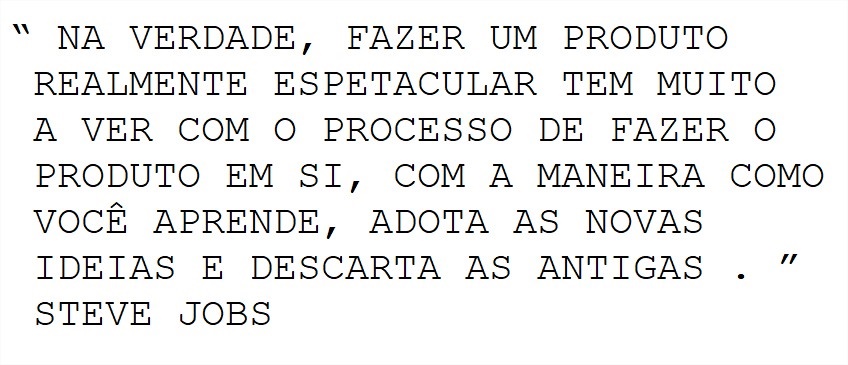 “ NA VERDADE, FAZER UM PRODUTO
REALMENTE ESPETACULAR TEM MUITO
A VER COM O PROCESSO DE FAZER O
PRODUTO EM SI, COM A MANEIRA COMO
VOCÊ APRENDE, ADOTA AS NOVAS
IDEIAS E DESCARTA AS ANTIGAS . ”
STEVE JOBS